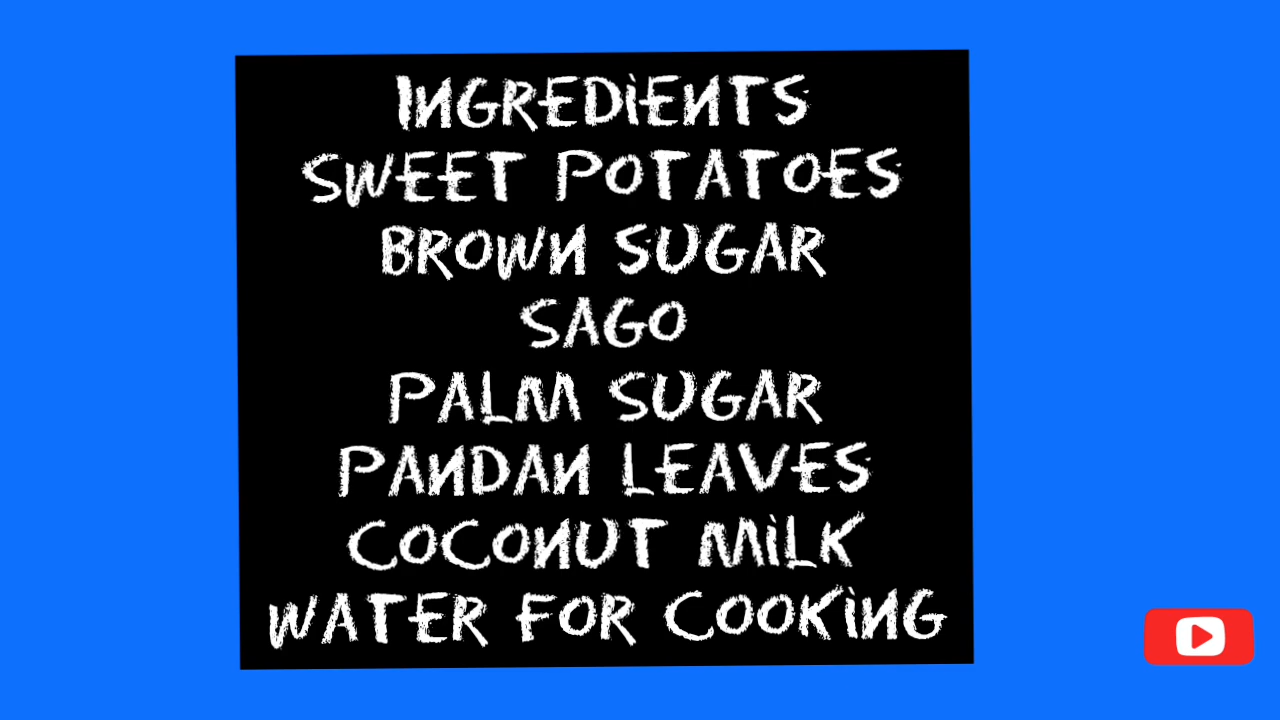 INGREDiENTS
SWEET POTATOES
BROWN SUGAR
SAGO
PALM SUGAR
PANDAN LEAVES
COCONUT MiLK
WATER FOR COOKiNG